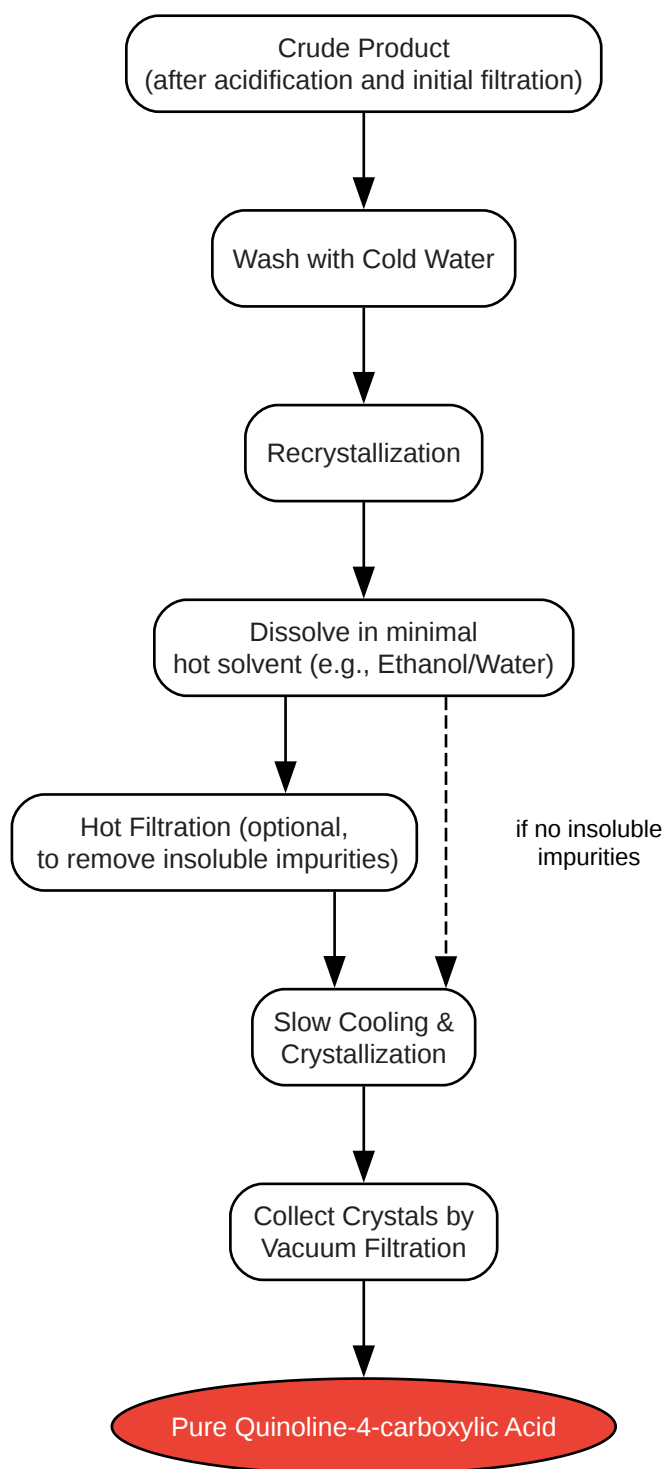 Crude Product
(after acidification and initial filtration)
Wash with Cold Water
Recrystallization
Dissolve in minimal
hot solvent (e.g., Ethanol/Water)
Hot Filtration (optional,
to remove insoluble impurities)
if no insoluble
impurities
Slow Cooling &
Crystallization
Collect Crystals by
Vacuum Filtration
Pure Quinoline-4-carboxylic Acid